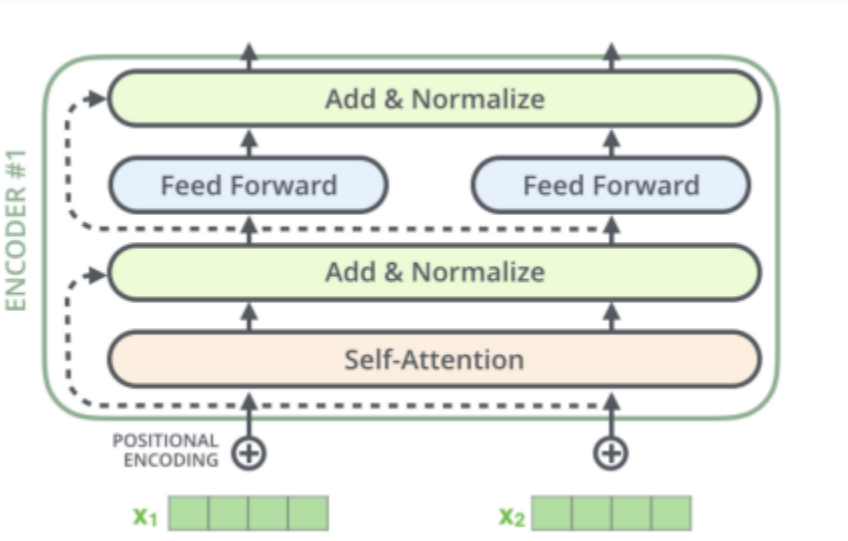 ENCODER #1
Add & Normalize
Feed Forward
Feed Forward
Add & Normalize
Self-Attention
POSITIONAL
ENCODING
x1
x2